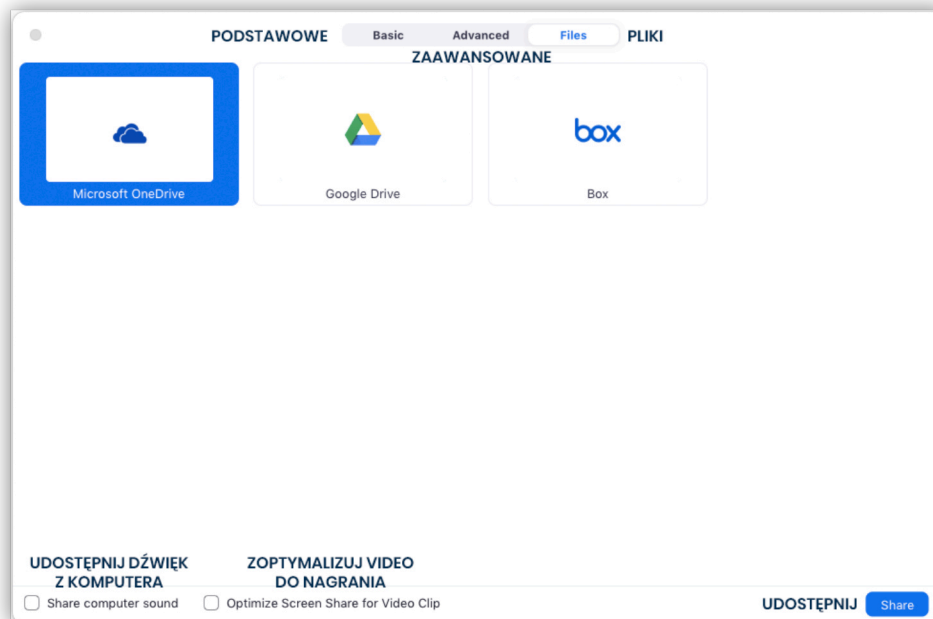 PODSTAWOWE Basic Advanced Files PLIKI
ZAAWANSOWANE
box
Microsoft OneDrive Google Drive Box
UDOSTĘPNIJ DŹWIĘK
Z KOMPUTERA
ZOPTYMALIZUJ VIDEO
DO NAGRANIA
Share computer sound Optimize Screen Share for Video Clip UDOSTĘPNIJ Share